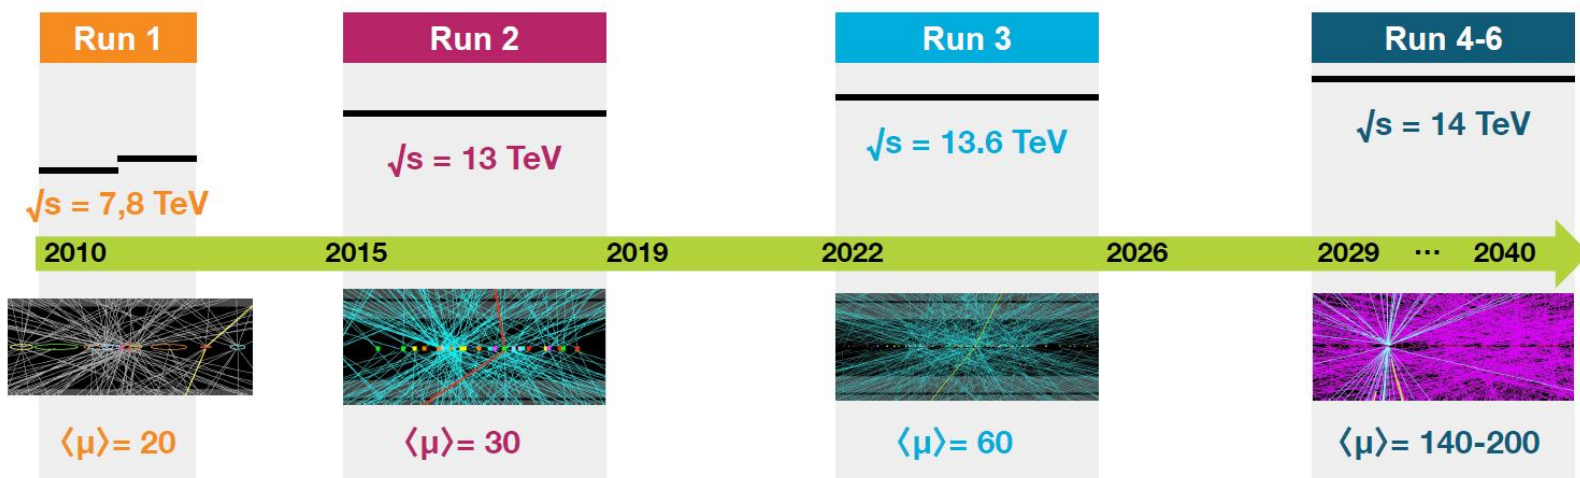 Run 1
Run 2
Run 3
Run 4-6
√s = 7,8 TeV
√s = 13 TeV
√s = 13.6 TeV
√s = 14 TeV
2010
2015
2019
2022
2026
2029 ... 2040
⟨μ⟩= 20
⟨μ⟩= 30
⟨μ⟩= 60
⟨μ⟩= 140-200